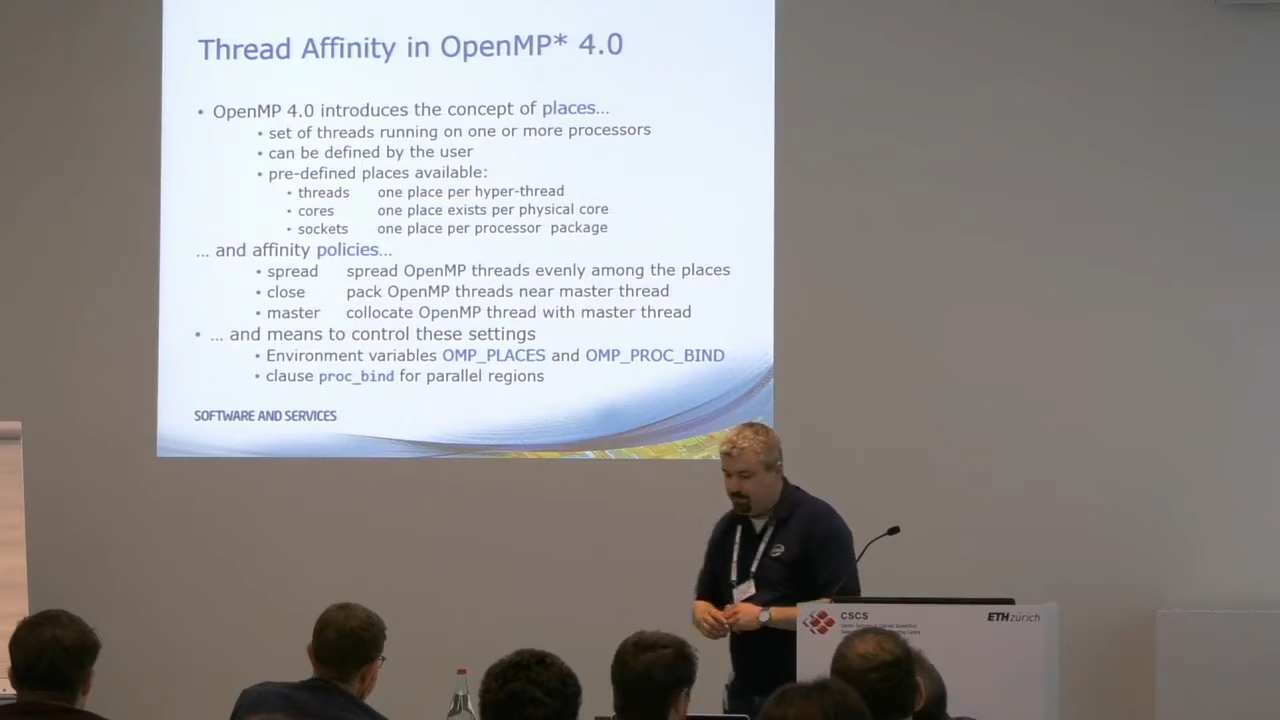 Thread Affinity in OpenMP* 4.0
• OpenMP 4.0 introduces the concept of places...
• set of threads running on one or more processors
• can be defined by the user
• pre-defined places available:
• threads one place per hyper-thread
• cores one place exists per physical core
• sockets one place per processor package
... and affinity policies...
• spread spread OpenMP threads evenly among the places
• close pack OpenMP threads near master thread
• master collocate OpenMP thread with master thread
• ... and means to control these settings
• Environment variables OMP_PLACES and OMP_PROC_BIND
• clause proc_bind for parallel regions
SOFTWARE AND SERVICES
CSCS
ETH zürich